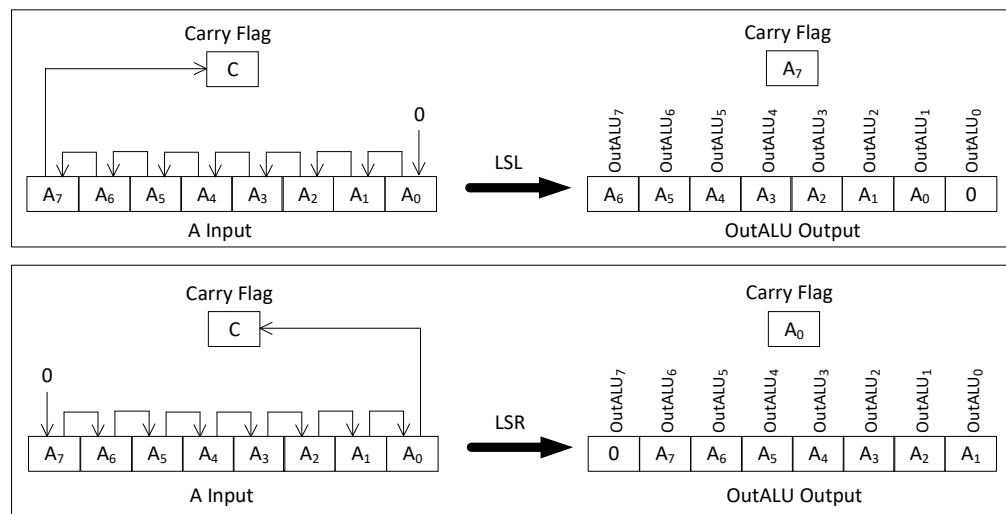 Carry Flag
C
0
A₇ A₆ A₅ A₄ A₃ A₂ A₁ A₀
A Input
LSL
Carry Flag
A₇
OutALU₇ OutALU₆ OutALU₅ OutALU₄ OutALU₃ OutALU₂ OutALU₁ OutALU₀
A₆ A₅ A₄ A₃ A₂ A₁ A₀ 0
OutALU Output
Carry Flag
C
0
A₇ A₆ A₅ A₄ A₃ A₂ A₁ A₀
A Input
LSR
Carry Flag
A₀
OutALU₇ OutALU₆ OutALU₅ OutALU₄ OutALU₃ OutALU₂ OutALU₁ OutALU₀
0 A₇ A₆ A₅ A₄ A₃ A₂ A₁
OutALU Output